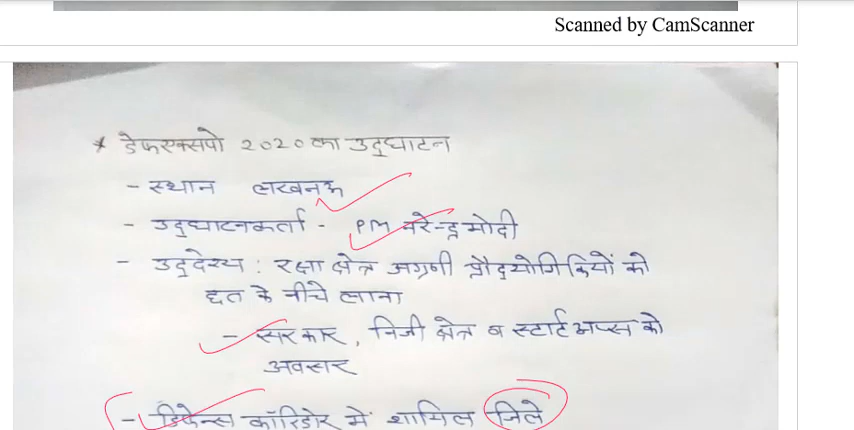 Scanned by CamScanner
* डेफएक्सपो 2020 का उद्घाटन
- स्थान लखनऊ
- उद्घाटनकर्ता - PM नरेन्द्र मोदी
- उद्देश्य : रक्षा क्षेत्र अग्रणी प्रौद्योगिकियों को
छत के नीचे लाना
- सरकार, निजी क्षेत्र व स्टार्टअप्स को
अवसर
- डिफेन्स कॉरिडोर में शामिल जिले